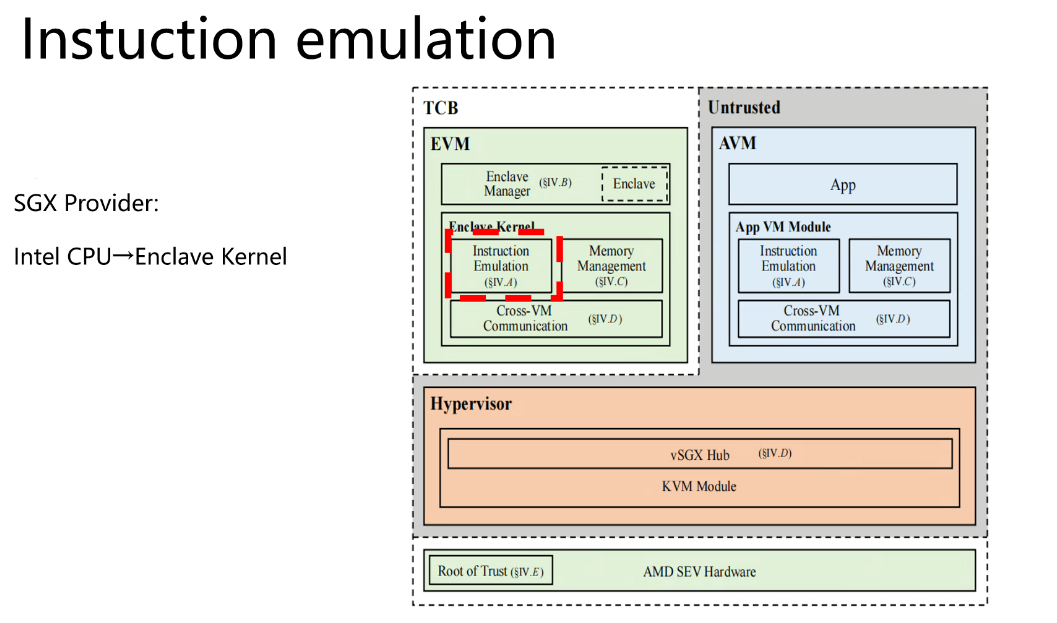 Instuction emulation
SGX Provider:
Intel CPU→Enclave Kernel
TCB
EVM
Enclave
Manager (§IV.B)
Enclave
Enclave Kernel
Instruction
Emulation
(§IV.A)
Memory
Management
(§IV.C)
Cross-VM
Communication (§IV.D)
Untrusted
AVM
App
App VM Module
Instruction
Emulation
(§IV.A)
Memory
Management
(§IV.C)
Cross-VM
Communication (§IV.D)
Hypervisor
vSGX Hub (§IV.D)
KVM Module
Root of Trust (§IV.E)
AMD SEV Hardware